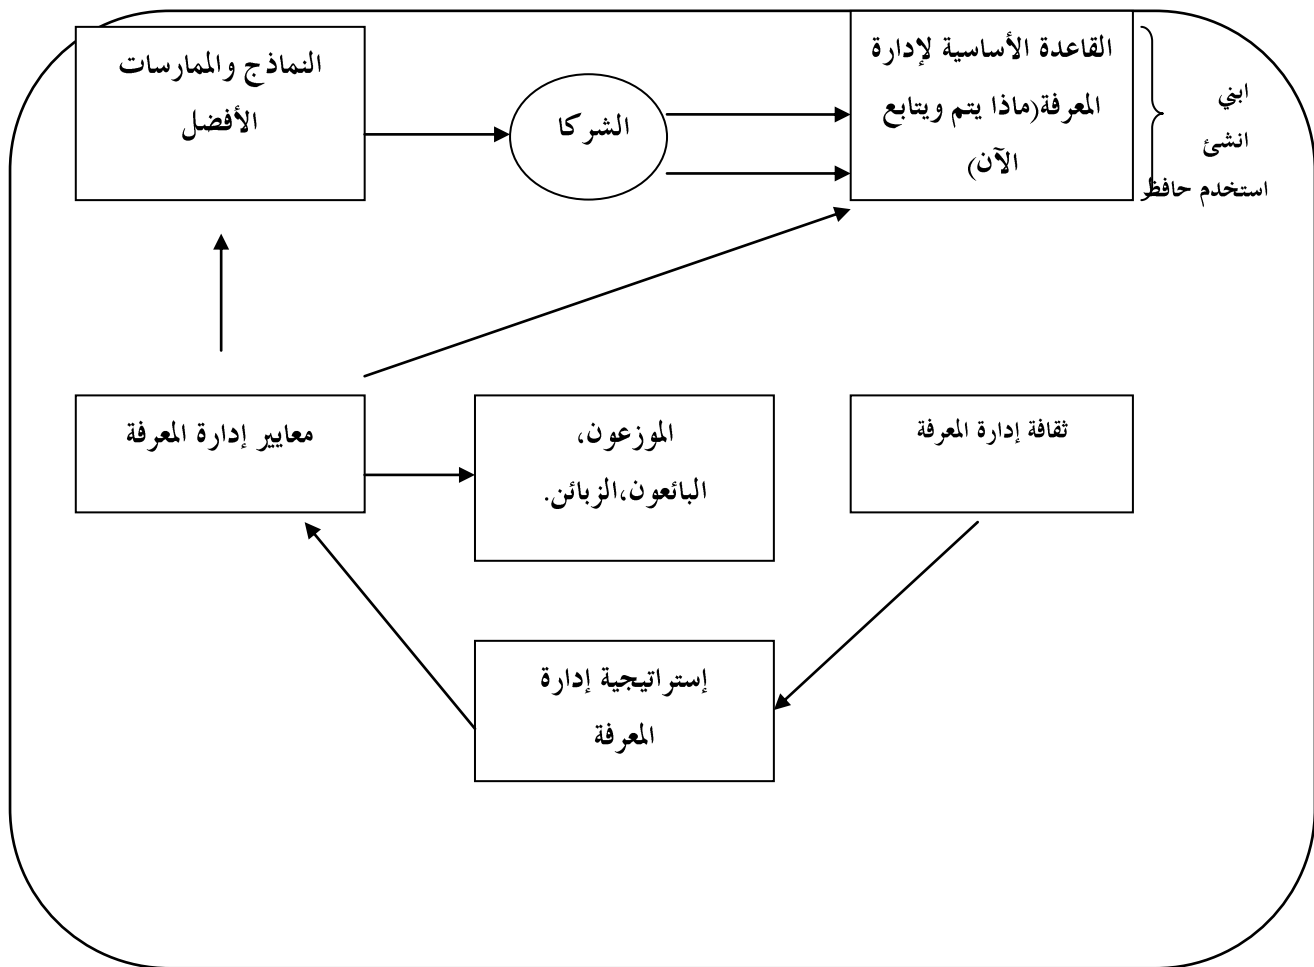 القاعدة الأساسية لإدارة
المعرفة(ماذا يتم ويتابع
الآن)
ابني
انشئ
استخدم حافظ
الشركا
النماذج والممارسات
الأفضل
ثقافة إدارة المعرفة
الموزعون،
البائعون،الزبائن.
معايير إدارة المعرفة
إستراتيجية إدارة
المعرفة